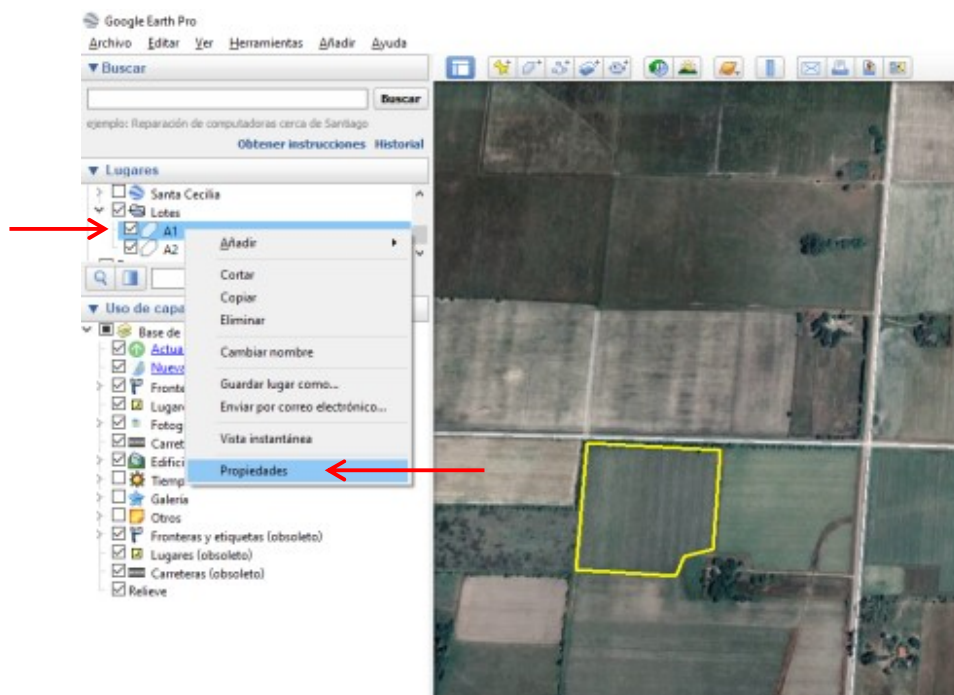 Google Earth Pro
Archivo Editar Ver Herramientas Añadir Ayuda
Buscar
Buscar
ejemplo: Reparación de computadoras cerca de Santiago
Obtener instrucciones Historial
Lugares
Santa Cecilia
Lotes
A1
A2
Añadir
Cortar
Copiar
Eliminar
Cambiar nombre
Guardar lugar como...
Enviar por correo electrónico...
Vista instantánea
Propiedades
Uso de capa
Base de
Actua
Nueva
Fronte
Lugar
Fotog
Carret
Edifici
Tiemp
Galería
Otros
Fronteras y etiquetas (obsoleto)
Lugares (obsoleto)
Carreteras (obsoleto)
Relieve